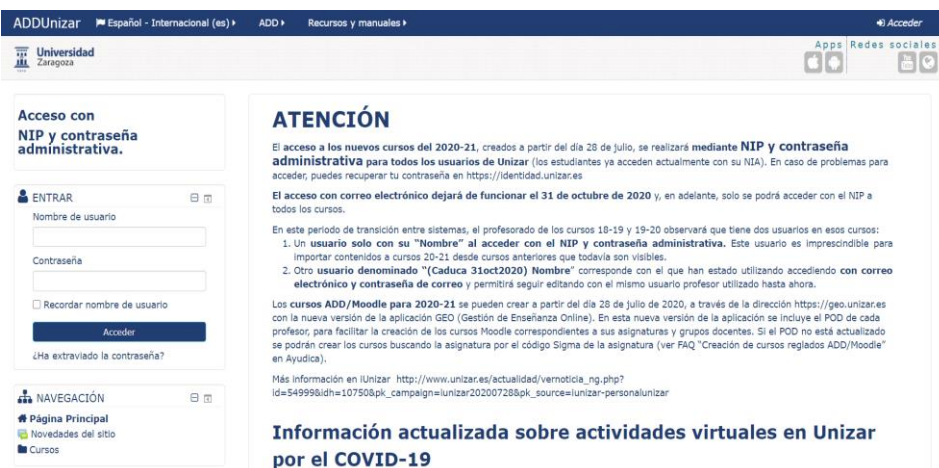 ADDUnizar Español - Internacional (es) ADD Recursos y manuales Acceder
Universidad
Zaragoza
Apps Redes sociales
Acceso con
NIP y contraseña
administrativa.
ENTRAR
Nombre de usuario
Contraseña
Recordar nombre de usuario
Acceder
¿Ha extraviado la contraseña?
NAVEGACIÓN
Página Principal
Novedades del sitio
Cursos
ATENCIÓN
El acceso a los nuevos cursos del 2020-21, creados a partir del día 28 de julio, se realizará mediante NIP y contraseña
administrativa para todos los usuarios de Unizar (los estudiantes ya acceden actualmente con su NIA). En caso de problemas para
acceder, puedes recuperar tu contraseña en https://identidad.unizar.es
El acceso con correo electrónico dejará de funcionar el 31 de octubre de 2020 y, en adelante, solo se podrá acceder con el NIP a
todos los cursos.
En este periodo de transición entre sistemas, el profesorado de los cursos 18-19 y 19-20 observará que tiene dos usuarios en esos cursos:
1. Un usuario solo con su "Nombre" al acceder con el NIP y contraseña administrativa. Este usuario es imprescindible para
importar contenidos a cursos 20-21 desde cursos anteriores que todavía son visibles.
2. Otro usuario denominado "(Caduca 31oct2020) Nombre" corresponde con el que han estado utilizando accediendo con correo
electrónico y contraseña de correo y permitirá seguir editando con el mismo usuario profesor utilizado hasta ahora.
Los cursos ADD/Moodle para 2020-21 se pueden crear a partir del día 28 de julio de 2020, a través de la dirección https://geo.unizar.es
con la nueva versión de la aplicación GEO (Gestión de Enseñanza Online). En esta nueva versión de la aplicación se incluye el POD de cada
profesor, para facilitar la creación de los cursos Moodle correspondientes a sus asignaturas y grupos docentes. Si el POD no está actualizado
se podrán crear los cursos buscando la asignatura por el código Sigma de la asignatura (ver FAQ "Creación de cursos reglados ADD/Moodle"
en Ayudica).
Más información en iUnizar http://www.unizar.es/actualidad/vernoticia_ng.php?
id=54999&idh=10750&pk_campaign=iunizar20200728&pk_source=iunizar-personalunizar
Información actualizada sobre actividades virtuales en Unizar
por el COVID-19